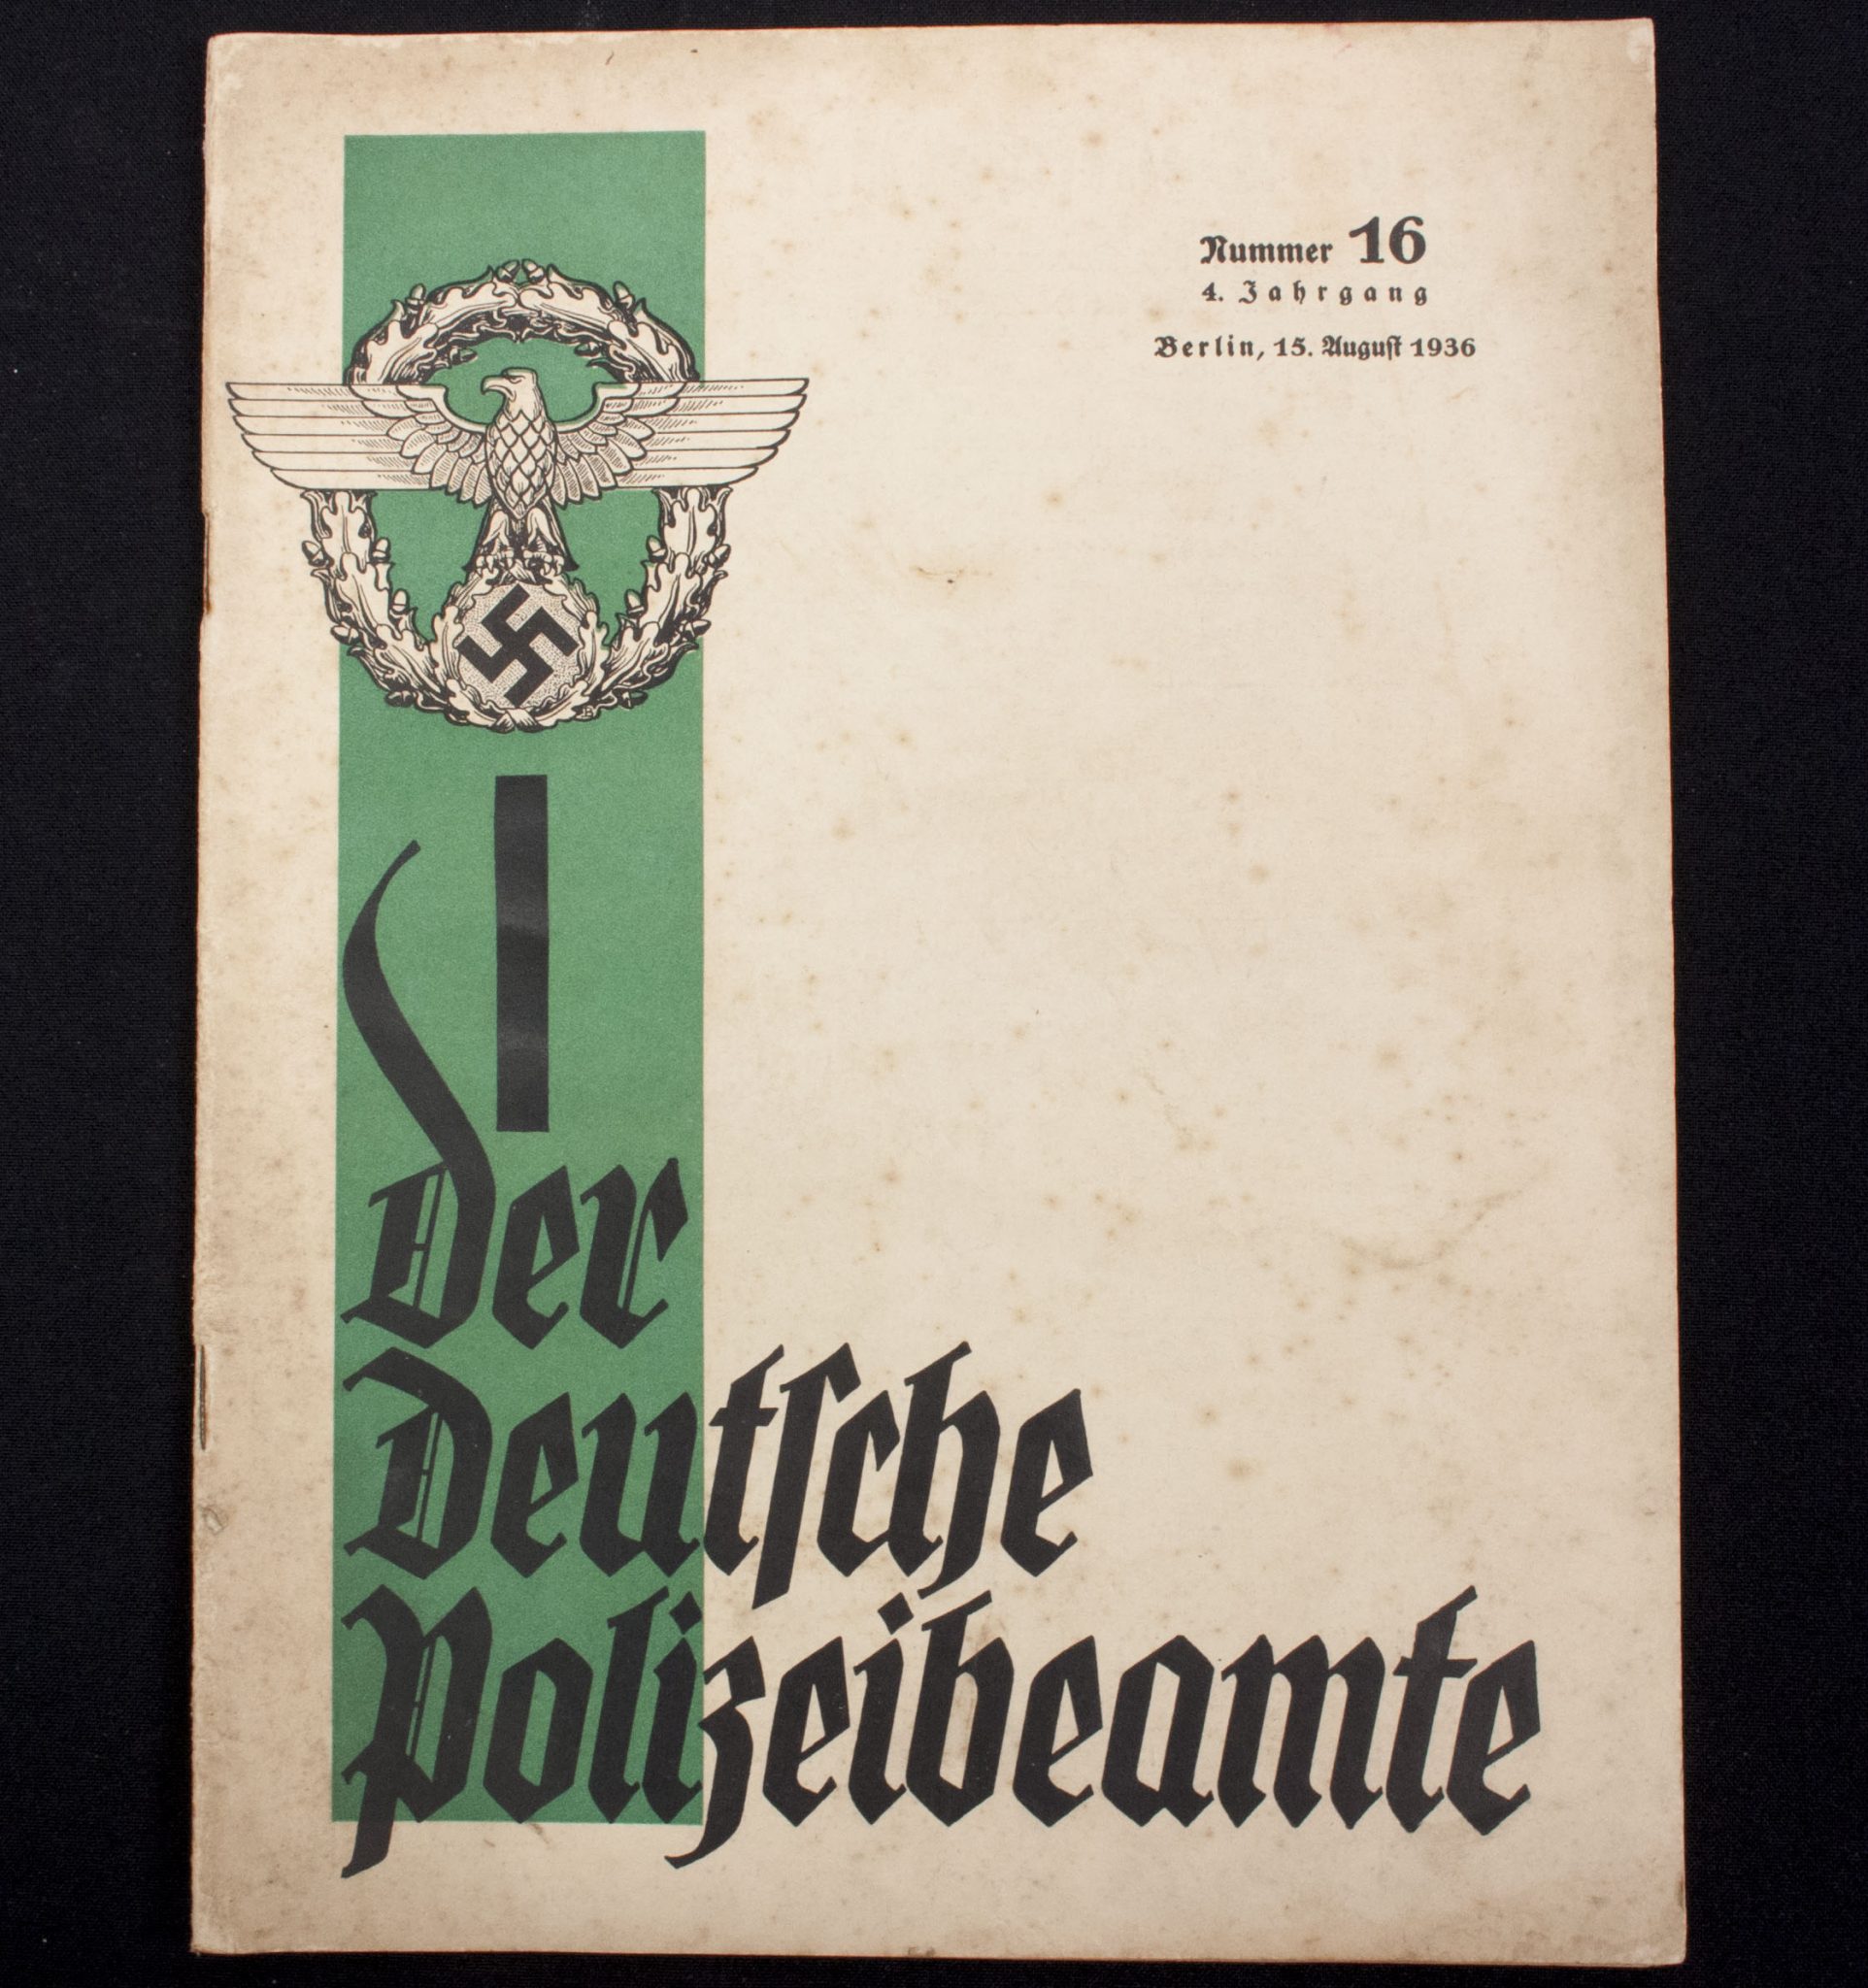 Nummer 16
4. Jahrgang
Berlin, 15. Auguſt 1936
Der
Deutſche
Polizeibeamte